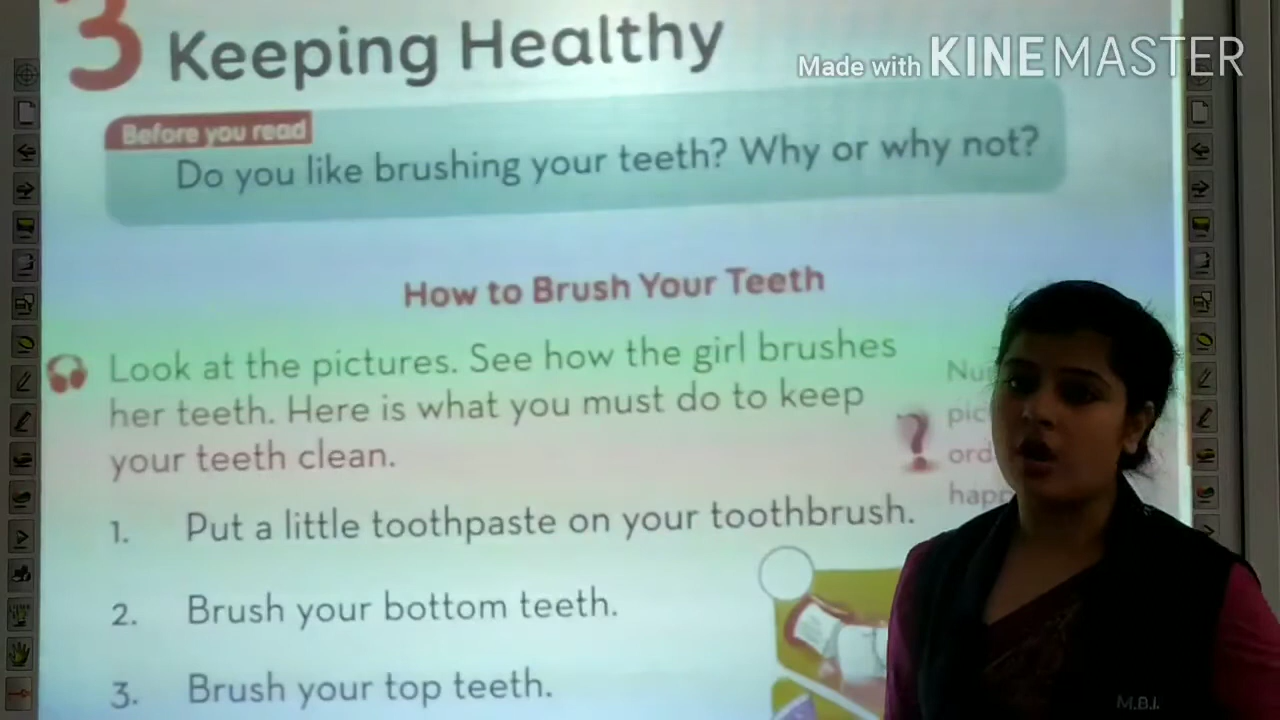 3 Keeping Healthy
Made with KINEMASTER
Before you read
Do you like brushing your teeth? Why or why not?
How to Brush Your Teeth
Look at the pictures. See how the girl brushes
her teeth. Here is what you must do to keep
your teeth clean.
?
1. Put a little toothpaste on your toothbrush.
2. Brush your bottom teeth.
3. Brush your top teeth.
M.B.I.